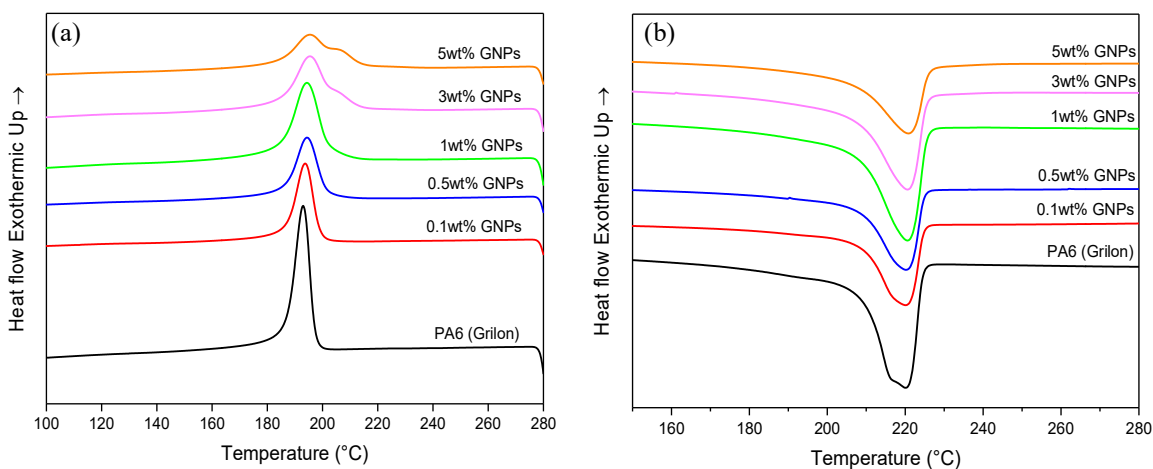 (a)
Heat flow Exothermic Up →
5wt% GNPs
3wt% GNPs
1wt% GNPs
0.5wt% GNPs
0.1wt% GNPs
PA6 (Grilon)
100 120 140 160 180 200 220 240 260 280
Temperature (°C)
(b)
Heat flow Exothermic Up →
5wt% GNPs
3wt% GNPs
1wt% GNPs
0.5wt% GNPs
0.1wt% GNPs
PA6 (Grilon)
160 180 200 220 240 260 280
Temperature (°C)